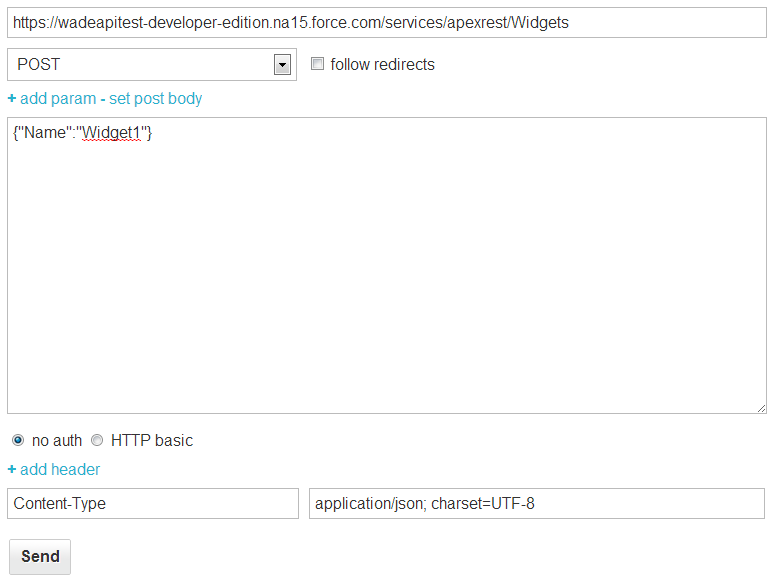 https://wadeapitest-developer-edition.na15.force.com/services/apexrest/Widgets
POST follow redirects
+ add param - set post body
{"Name":"Widget1"}
no auth HTTP basic
+ add header
Content-Type application/json; charset=UTF-8
Send